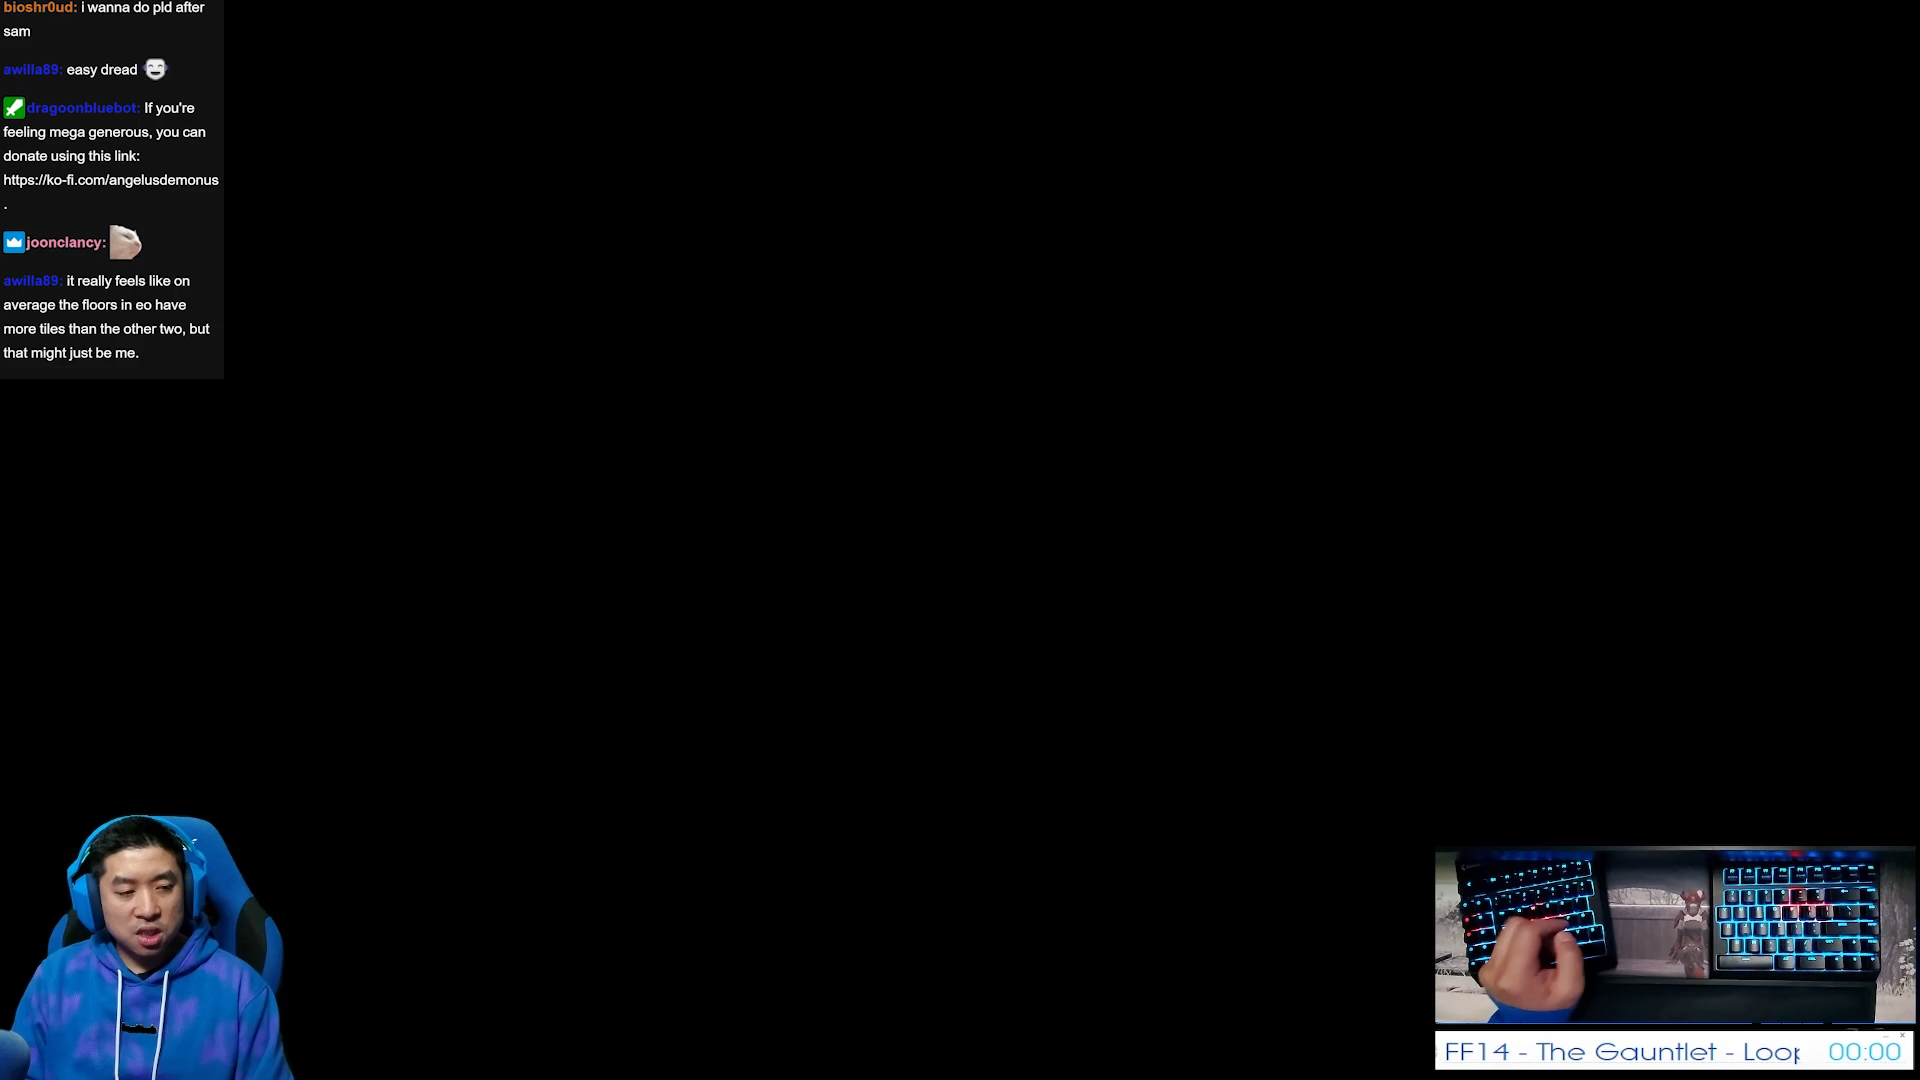 bioshr0ud: i wanna do pld after
sam
awilla89: easy dread
dragoonbluebot: If you're
feeling mega generous, you can
donate using this link:
https://ko-fi.com/angelusdemonus
.
joonclancy:
awilla89: it really feels like on
average the floors in eo have
more tiles than the other two, but
that might just be me.
FF14 - The Gauntlet - Loop 00:00